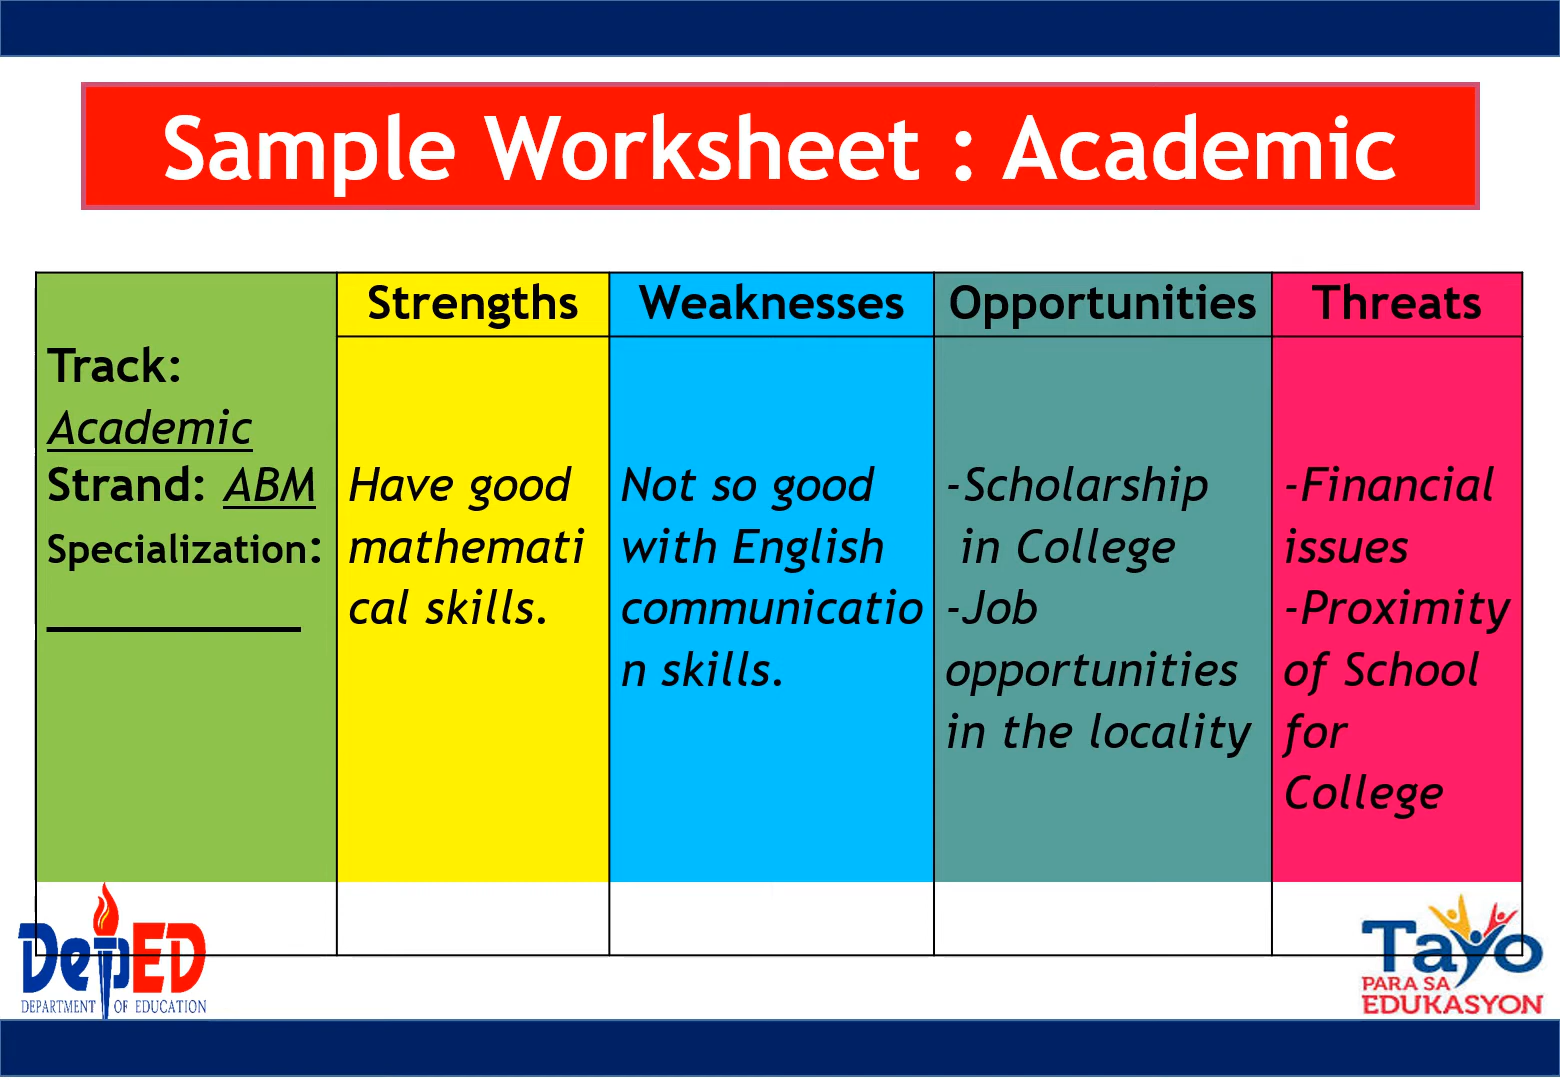 Sample Worksheet : Academic
Track:
Academic
Strand: ABM
Specialization:
___________
Strengths
Have good
mathemati
cal skills.
Weaknesses
Not so good
with English
communicatio
n skills.
Opportunities
-Scholarship
in College
-Job
opportunities
in the locality
Threats
-Financial
issues
-Proximity
of School
for
College
DepED
DEPARTMENT OF EDUCATION
Tayo
PARA SA
EDUKASYON